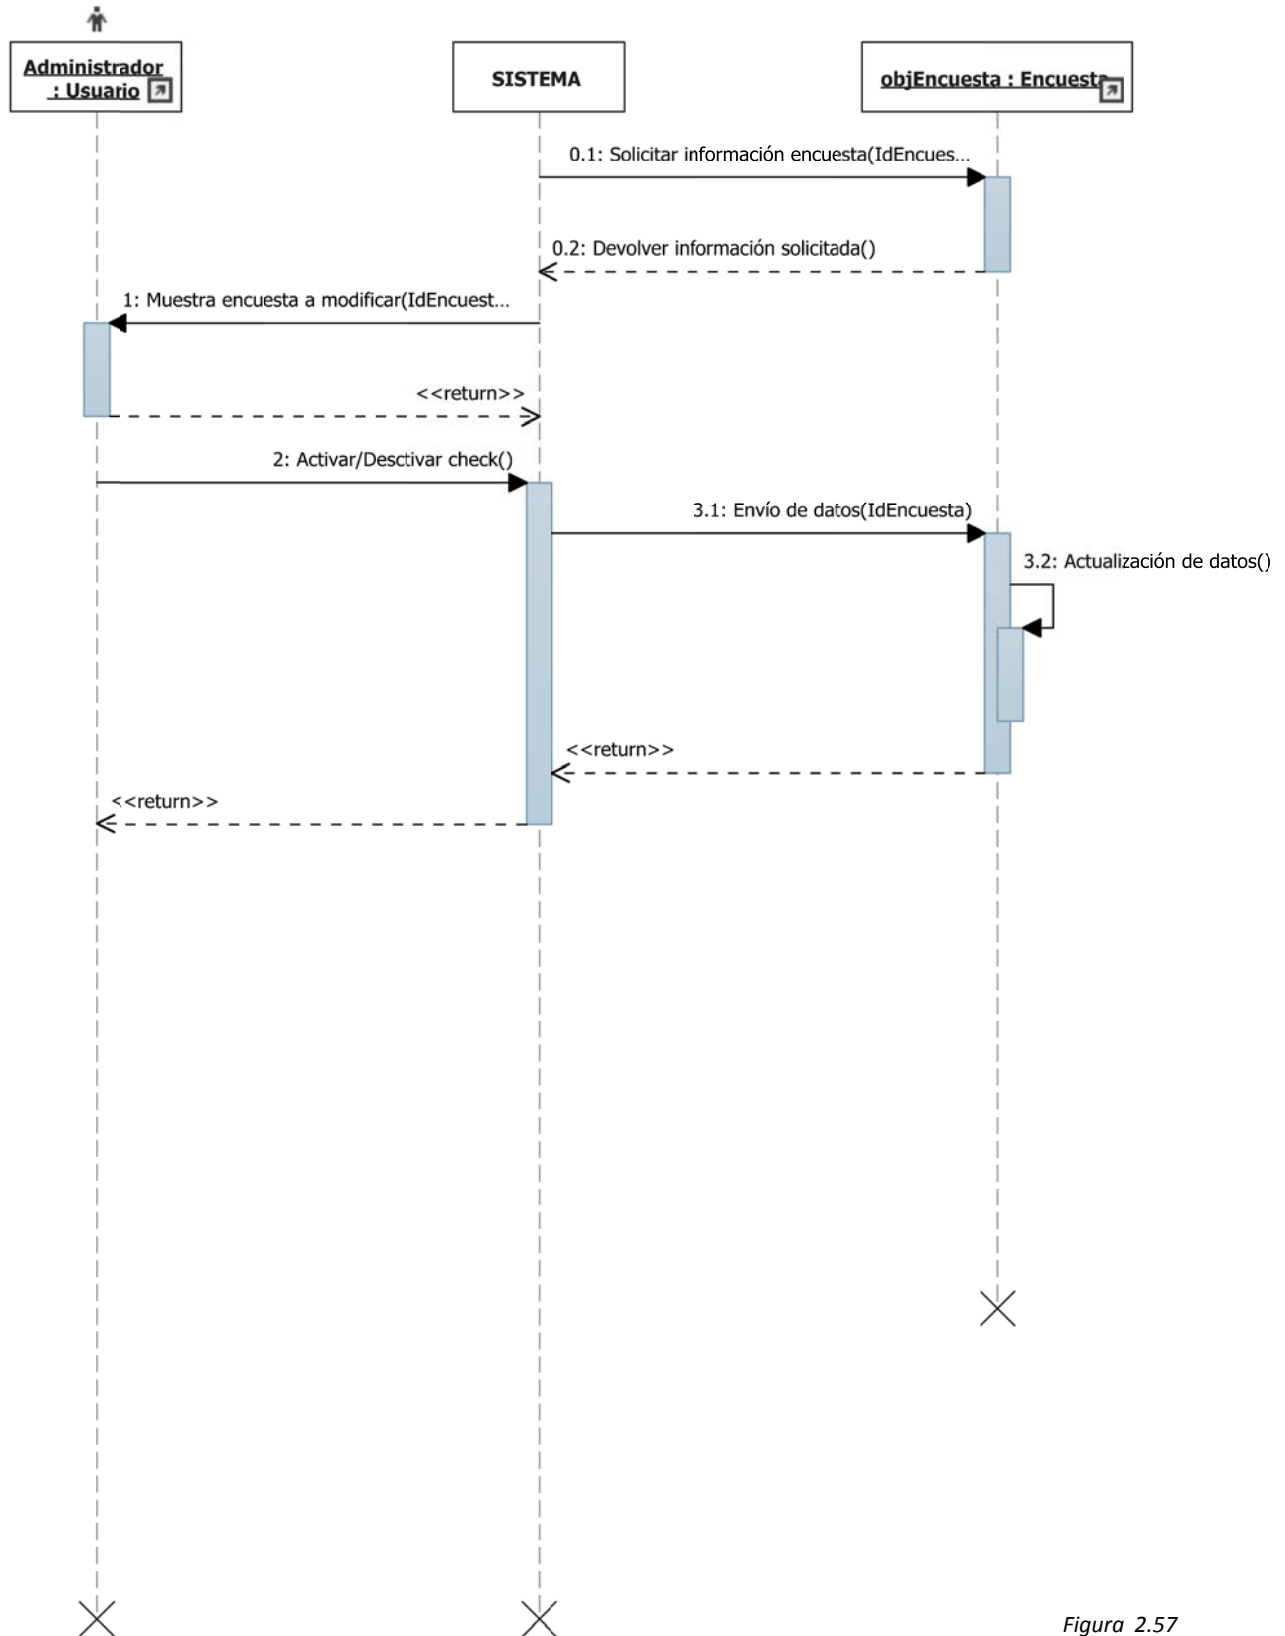 Administrador
: Usuario
SISTEMA
objEncuesta : Encuesta
0.1: Solicitar información encuesta(IdEncues...
0.2: Devolver información solicitada()
1: Muestra encuesta a modificar(IdEncuest...
<<return>>
2: Activar/Desctivar check()
3.1: Envío de datos(IdEncuesta)
3.2: Actualización de datos()
<<return>>
<<return>>
Figura 2.57